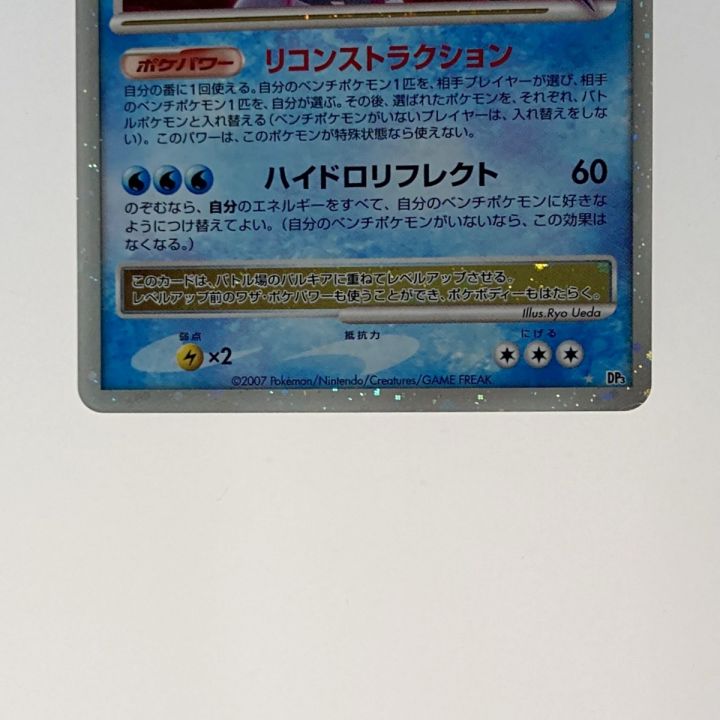 ポケパワー リコンストラクション
自分の番に1回使える。自分のベンチポケモン1匹を、相手プレイヤーが選び、相手
のベンチポケモン1匹を、自分が選ぶ。その後、選ばれたポケモンを、それぞれ、バト
ルポケモンと入れ替える(ベンチポケモンがいないプレイヤーは、入れ替えをしな
い)。このパワーは、このポケモンが特殊状態なら使えない。
ハイドロリフレクト 60
のぞむなら、自分のエネルギーをすべて、自分のベンチポケモンに好きな
ようにつけ替えてよい。(自分のベンチポケモンがいないなら、この効果は
なくなる。)
このカードは、バトル場のパルキアに重ねてレベルアップさせる。
レベルアップ前のワザ・ポケパワーも使うことができ、ポケボディーもはたらく。
Illus.Ryo Ueda
弱点 抵抗力 にげる
×2
©2007 Pokémon/Nintendo/Creatures/GAME FREAK. DP3